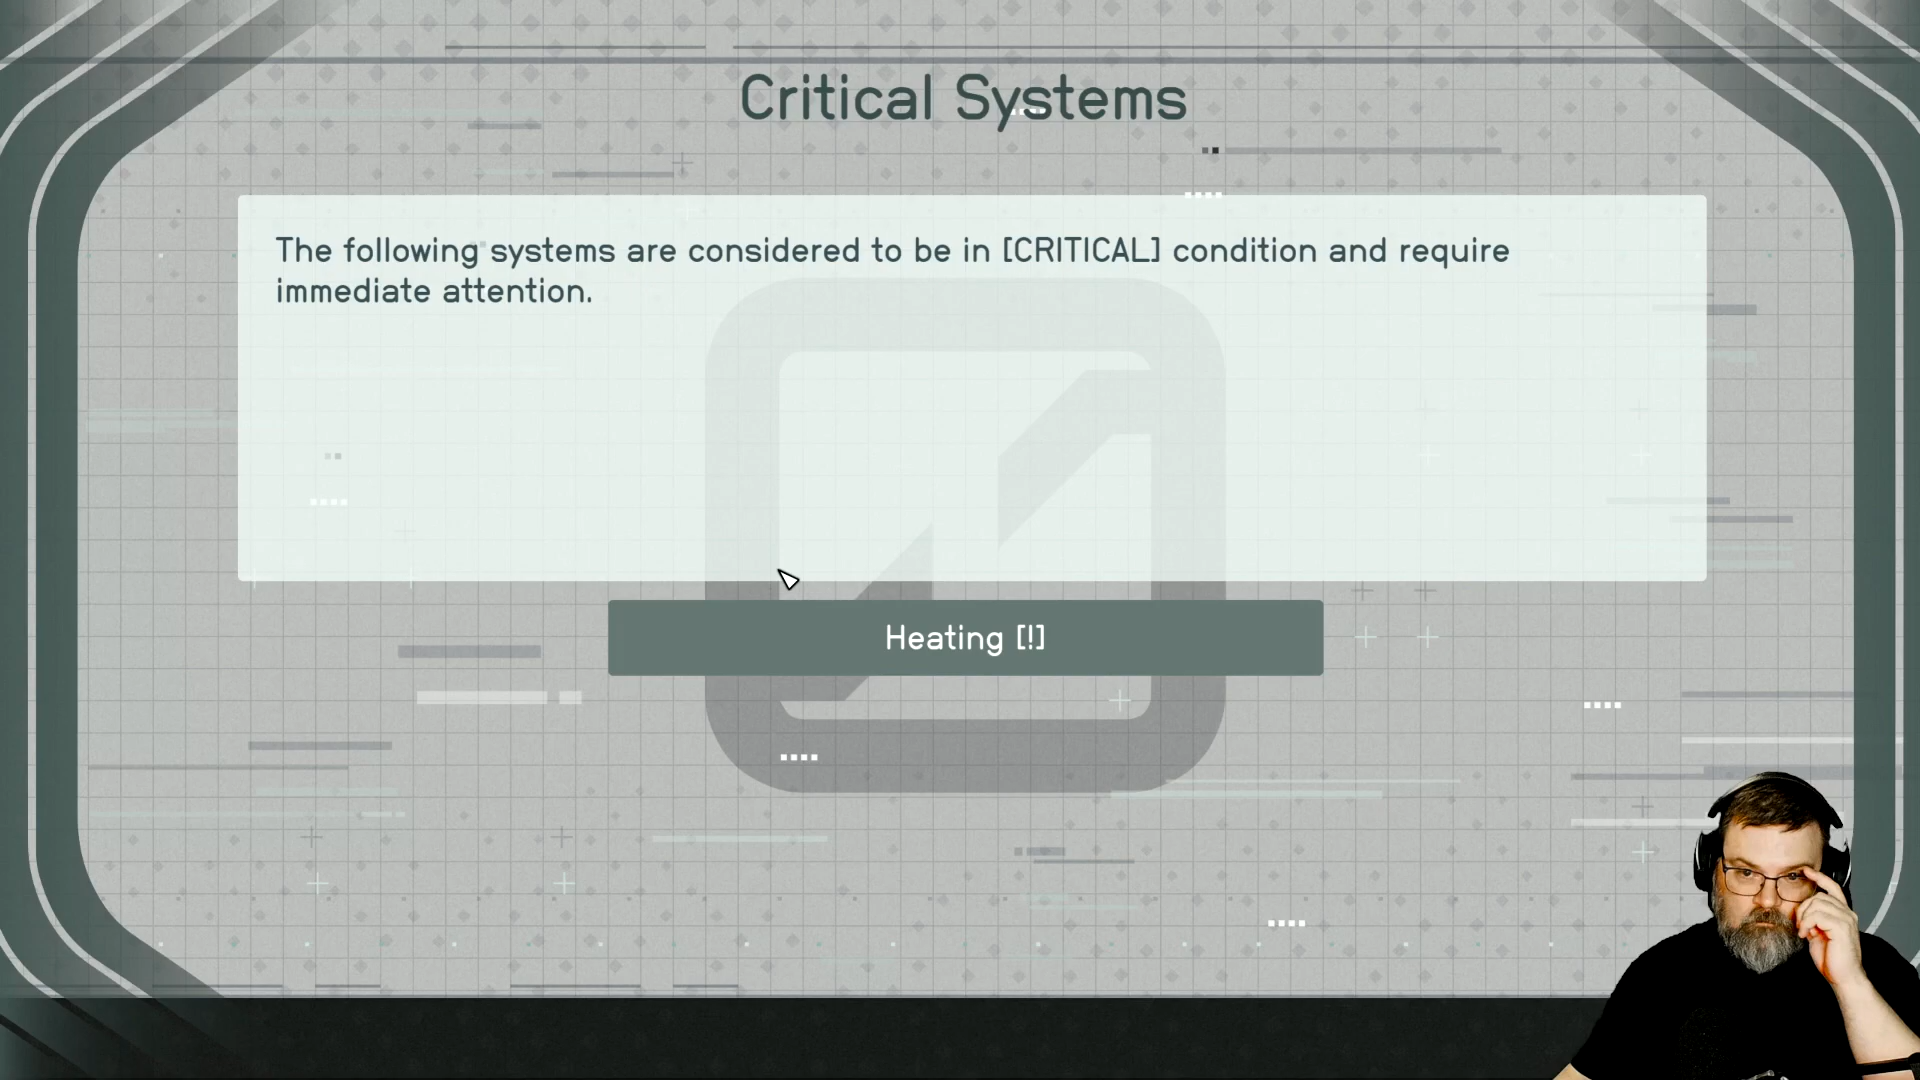 Critical Systems
The following systems are considered to be in [CRITICAL] condition and require
immediate attention.
Heating [!]